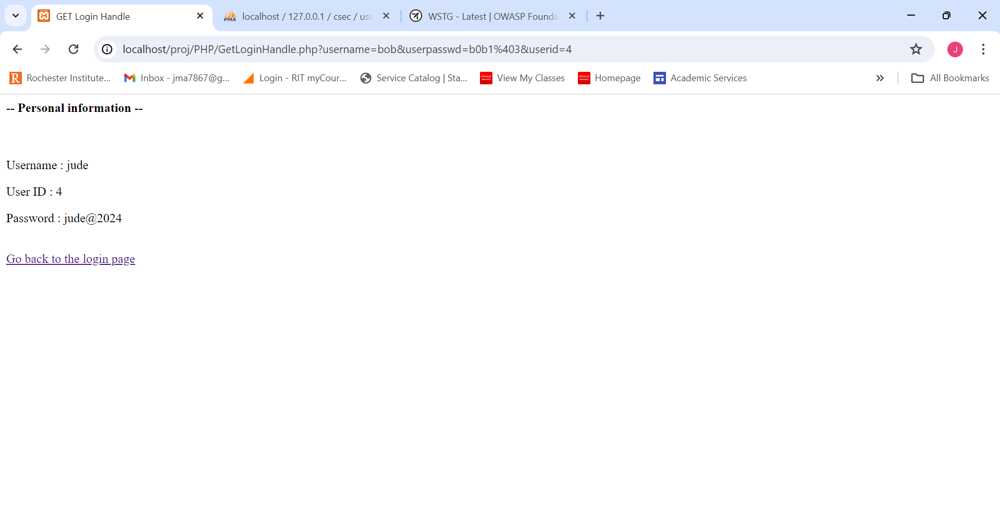 GET Login Handle
localhost / 127.0.0.1 / csec / use
WSTG - Latest | OWASP Founda
localhost/proj/PHP/GetLoginHandle.php?username=bob&userpasswd=b0b1%403&userid=4
J
R Rochester Institute...
Inbox - jma7867@g...
Login - RIT myCour...
Service Catalog | Sta...
View My Classes
Homepage
Academic Services
All Bookmarks
-- Personal information --
Username : jude
User ID : 4
Password : jude@2024
Go back to the login page